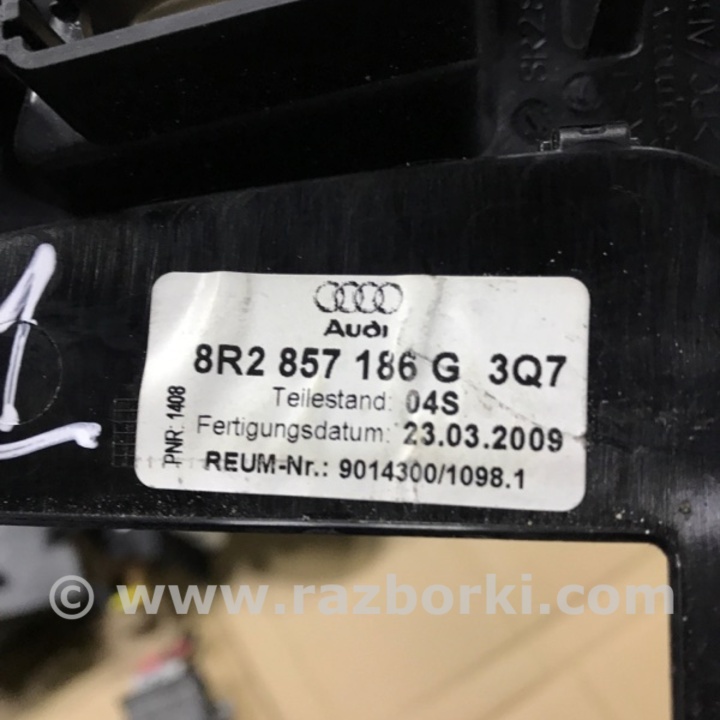 Audi
8R2 857 186 G 3Q7
Teilestand: 04S
Fertigungsdatum: 23.03.2009
REUM-Nr.: 9014300/1098.1
PNR: 1408
1
© www.razborki.com